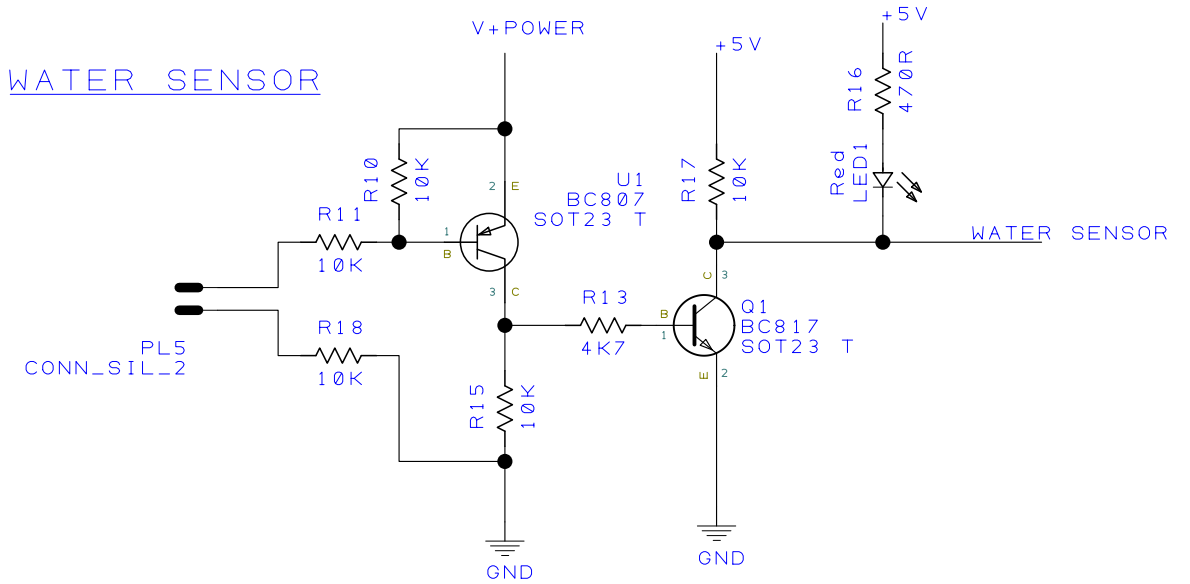 WATER SENSOR
V+POWER
+5V
+5V
R16
470R
Red
LED1
R10
10K
2
E
U1
BC807
SOT23 T
R17
10K
R11
10K
1
B
WATER SENSOR
3
C
C
3
R13
4K7
B
1
Q1
BC817
SOT23 T
E
2
PL5
CONN_SIL_2
R18
10K
R15
10K
GND
GND